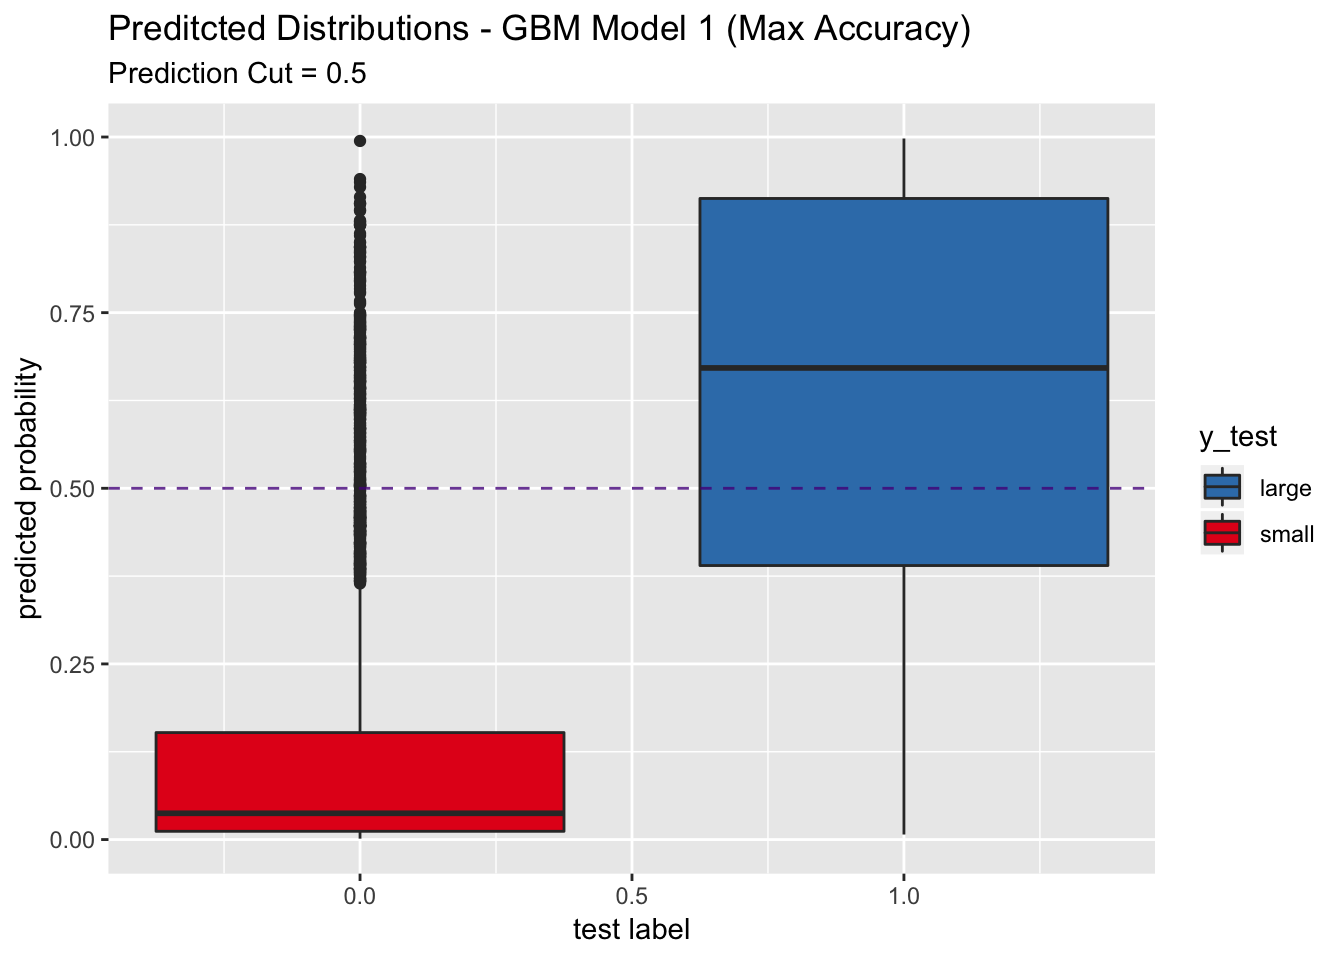 Preditcted Distributions - GBM Model 1 (Max Accuracy)
Prediction Cut = 0.5
1.00
0.75
0.50
0.25
0.00
predicted probability
0.0
0.5
1.0
test label
y_test
large
small